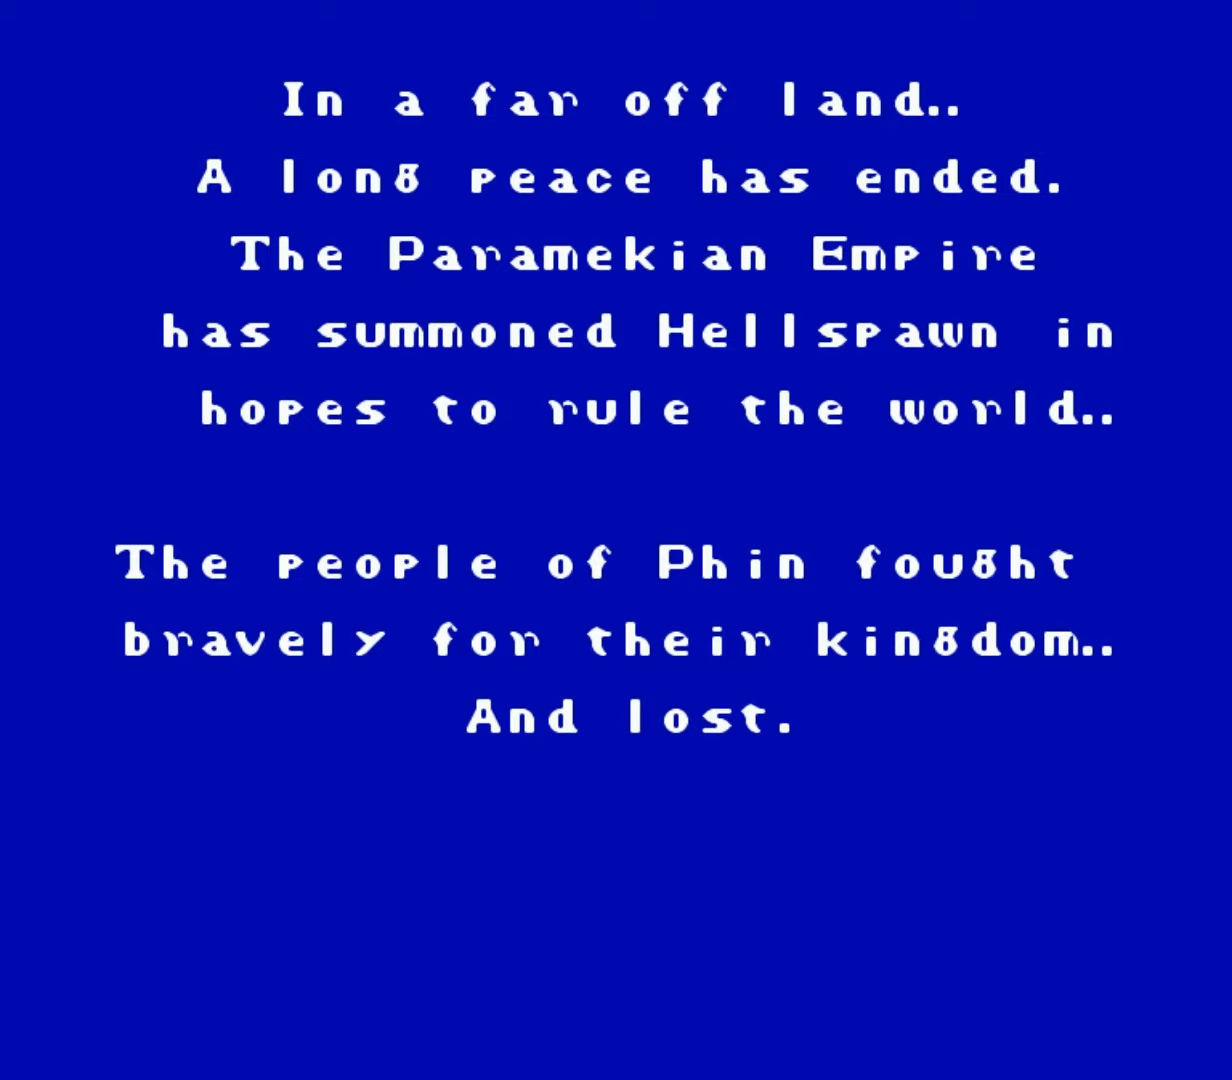 In a far off land..
A long peace has ended.
The Paramekian Empire
has summoned Hellspawn in
hopes to rule the world..
The people of Phin fought
bravely for their kingdom..
And lost.